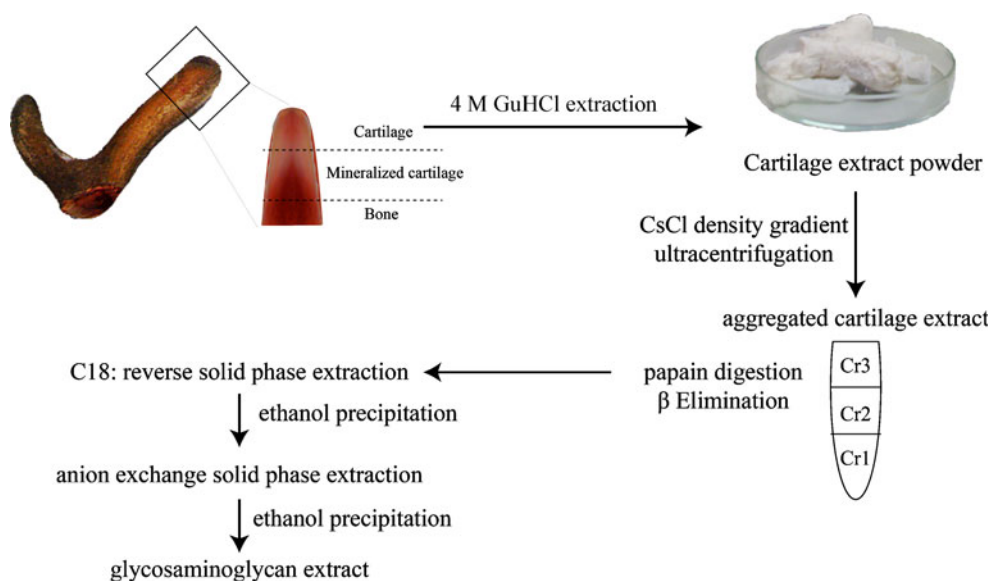 4 M GuHCl extraction
Cartilage
Mineralized cartilage
Bone
Cartilage extract powder
CsCl density gradient
ultracentrifugation
aggregated cartilage extract
Cr3
Cr2
Cr1
papain digestion
β Elimination
C18: reverse solid phase extraction
ethanol precipitation
anion exchange solid phase extraction
ethanol precipitation
glycosaminoglycan extract